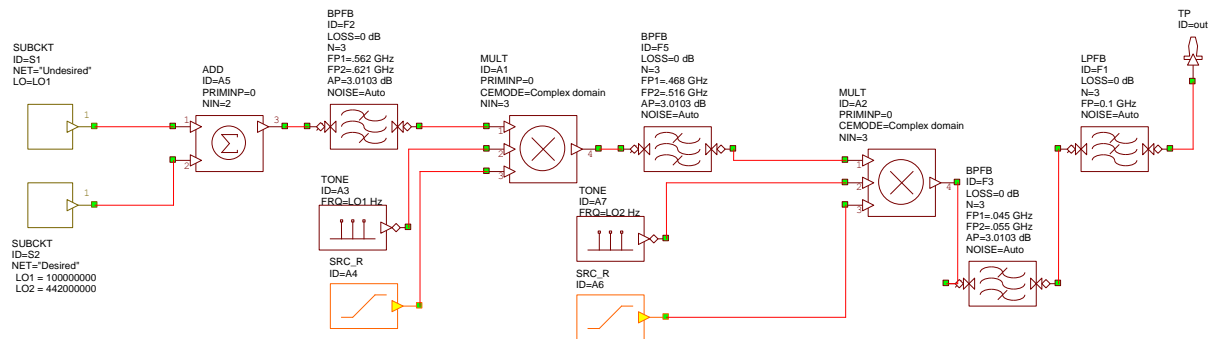 SUBCKT
ID=S1
NET="Undesired"
LO=LO1
1
ADD
ID=A5
PRIMINP=0
NIN=2
1
2
3
Σ
BPFB
ID=F2
LOSS=0 dB
N=3
FP1=.562 GHz
FP2=.621 GHz
AP=3.0103 dB
NOISE=Auto
MULT
ID=A1
PRIMINP=0
CEMODE=Complex domain
NIN=3
1
2
3
4
BPFB
ID=F5
LOSS=0 dB
N=3
FP1=.468 GHz
FP2=.516 GHz
AP=3.0103 dB
NOISE=Auto
MULT
ID=A2
PRIMINP=0
CEMODE=Complex domain
NIN=3
1
2
3
4
LPFB
ID=F1
LOSS=0 dB
N=3
FP=0.1 GHz
AP=3.0103 dB
NOISE=Auto
TP
ID=out
1
SUBCKT
ID=S2
NET="Desired"
LO1 = 100000000
LO2 = 442000000
TONE
ID=A3
FRQ=LO1 Hz
SRC_R
ID=A4
TONE
ID=A7
FRQ=LO2 Hz
SRC_R
ID=A6
BPFB
ID=F3
LOSS=0 dB
N=3
FP1=.045 GHz
FP2=.055 GHz
AP=3.0103 dB
NOISE=Auto